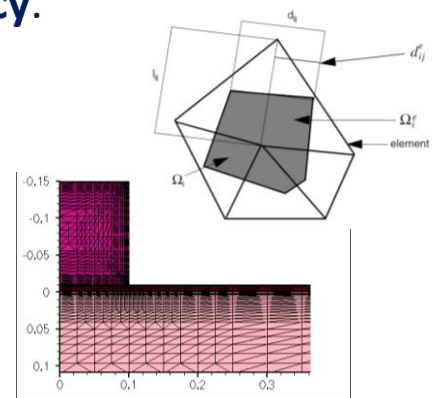 cy.
d_ij
l_ij
d^e_ij
Ω^e_i
element
Ω_i
-0.15
-0.1
-0.05
0
0.05
0.1
0 0.1 0.2 0.3